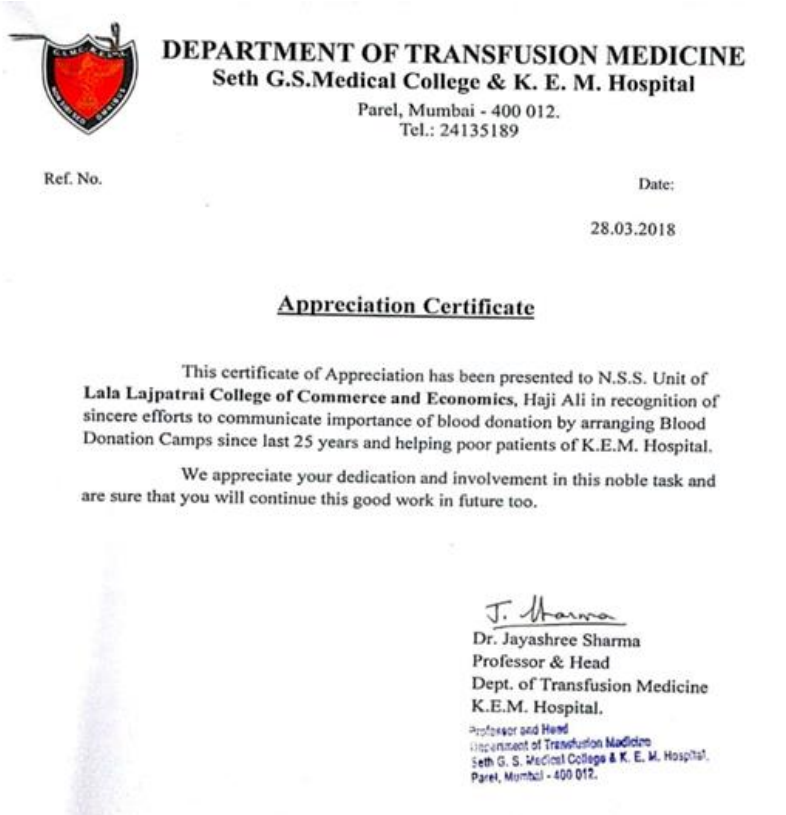 G.S.M.C. K.E.M.H.
NON SIBI SED OMNIBUS
DEPARTMENT OF TRANSFUSION MEDICINE
Seth G.S.Medical College & K. E. M. Hospital
Parel, Mumbai - 400 012.
Tel.: 24135189
Ref. No.
Date:
28.03.2018
Appreciation Certificate
This certificate of Appreciation has been presented to N.S.S. Unit of
Lala Lajpatrai College of Commerce and Economics, Haji Ali in recognition of
sincere efforts to communicate importance of blood donation by arranging Blood
Donation Camps since last 25 years and helping poor patients of K.E.M. Hospital.
We appreciate your dedication and involvement in this noble task and
are sure that you will continue this good work in future too.
J. Sharma
Dr. Jayashree Sharma
Professor & Head
Dept. of Transfusion Medicine
K.E.M. Hospital.
Professor and Head
Department of Transfusion Medicine
Seth G. S. Medical College & K. E. M. Hospital,
Parel, Mumbai - 400 012.